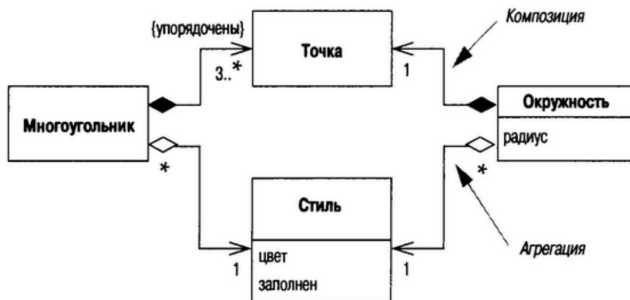 {упорядочены}
Композиция
Точка
3..*
1
Многоугольник
Окружность
радиус
*
*
Стиль
цвет
заполнен
1
1
Агрегация